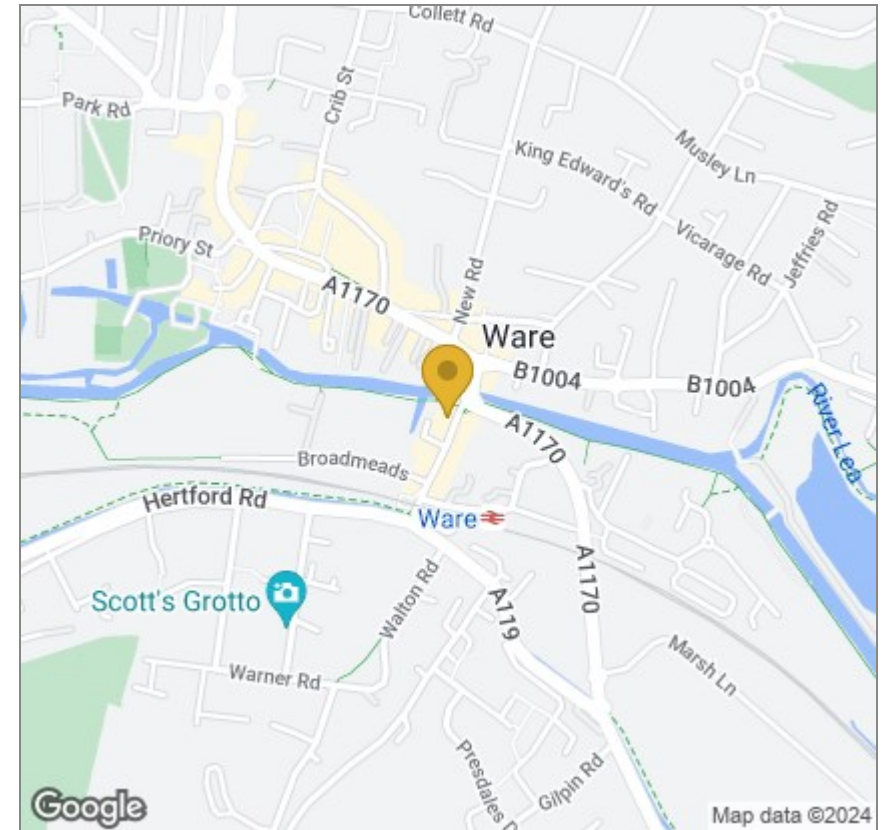 Collett Rd
Crib St
Park Rd
King Edward's Rd
Musley Ln
Priory St
Vicarage Rd
Jeffries Rd
New Rd
A1170
Ware
B1004
B1004
A1170
River Lea
Broadmeads
Hertford Rd
Ware
A1170
Scott's Grotto
Walton Rd
A119
Marsh Ln
Warner Rd
Presdales D
Gilpin Rd
Google
Map data ©2024